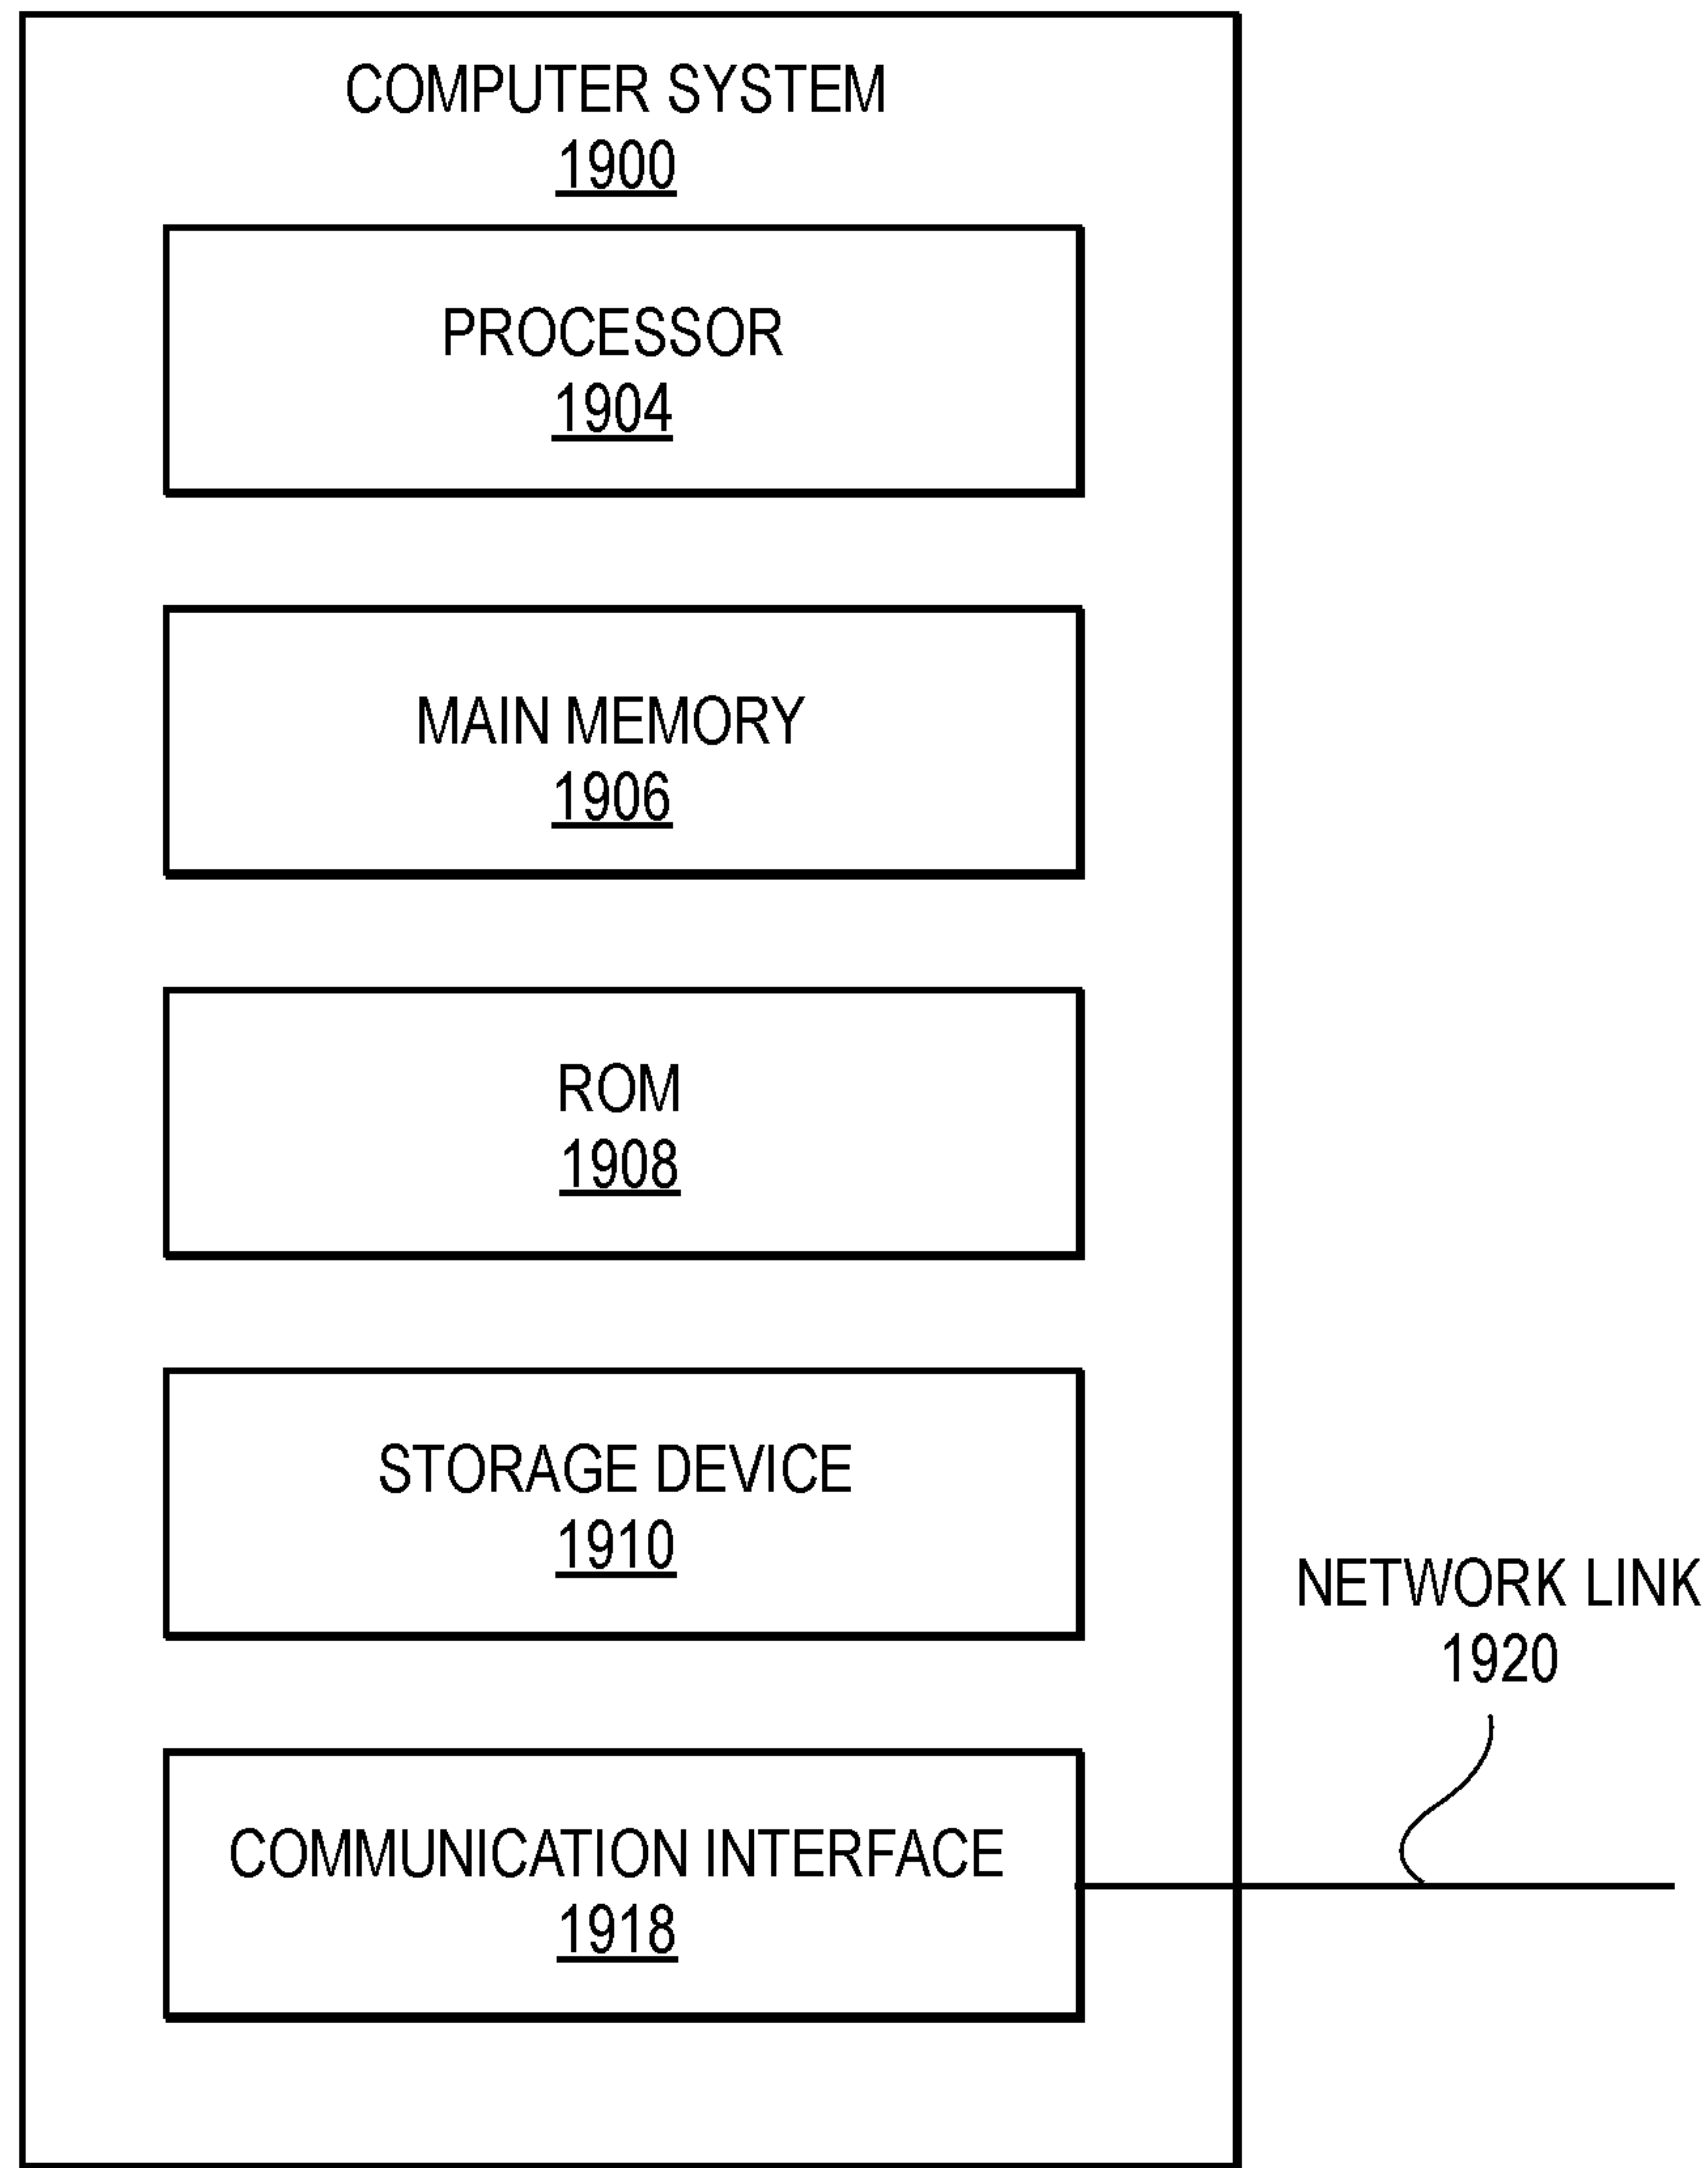 COMPUTER SYSTEM
1900
PROCESSOR
1904
MAIN MEMORY
1906
ROM
1908
STORAGE DEVICE
1910
NETWORK LINK
1920
COMMUNICATION INTERFACE
1918